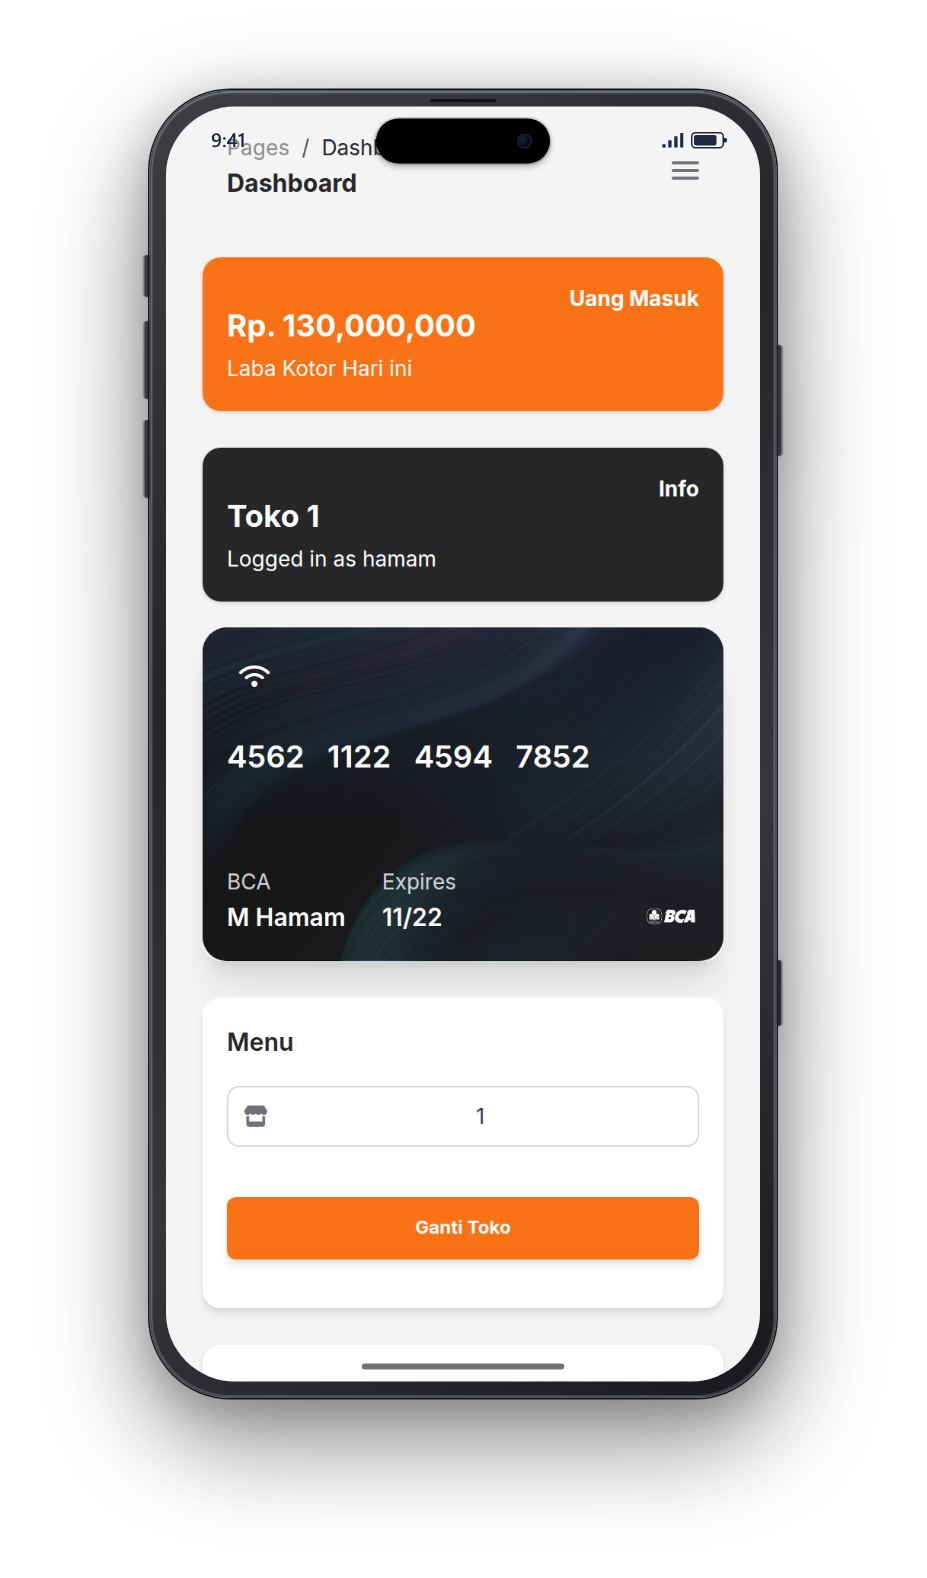 9:41
Pages / Dashb
Dashboard
Uang Masuk
Rp. 130,000,000
Laba Kotor Hari ini
Info
Toko 1
Logged in as hamam
4562 1122 4594 7852
BCA Expires
M Hamam 11/22
BCA
Menu
1
Ganti Toko